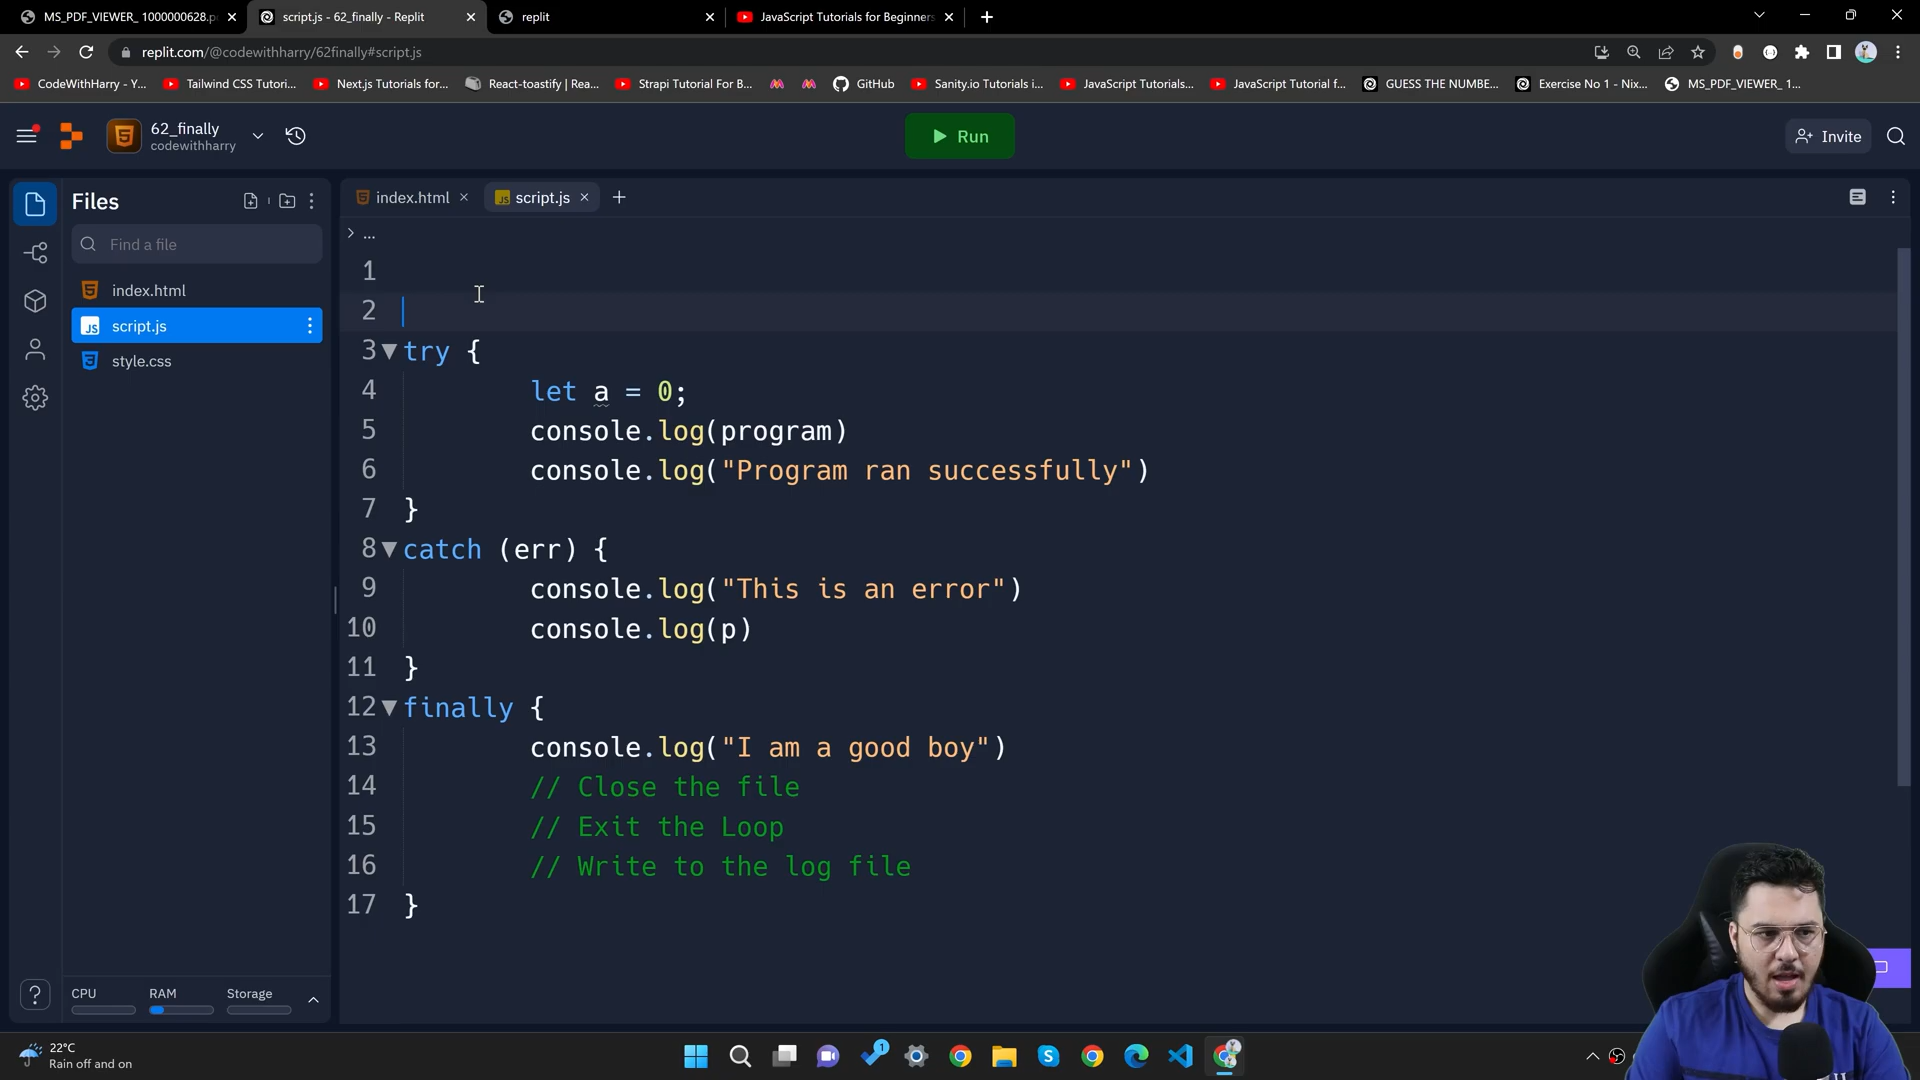 MS_PDF_VIEWER_ 1000000628.p
script.js - 62_finally - Replit
replit
JavaScript Tutorials for Beginners
replit.com/@codewithharry/62finally#script.js
CodeWithHarry - Y...
Tailwind CSS Tutori...
Next.js Tutorials for...
React-toastify | Rea...
Strapi Tutorial For B...
GitHub
Sanity.io Tutorials i...
JavaScript Tutorials...
JavaScript Tutorial f...
GUESS THE NUMBE...
Exercise No 1 - Nix...
MS_PDF_VIEWER_ 1...
62_finally
codewithharry
Run
Invite
Files
Find a file
index.html
script.js
style.css
index.html
script.js
...
1
2
3 try {
4 let a = 0;
5 console.log(program)
6 console.log("Program ran successfully")
7 }
8 catch (err) {
9 console.log("This is an error")
10 console.log(p)
11 }
12 finally {
13 console.log("I am a good boy")
14 // Close the file
15 // Exit the Loop
16 // Write to the log file
17 }
CPU
RAM
Storage
22°C
Rain off and on
1